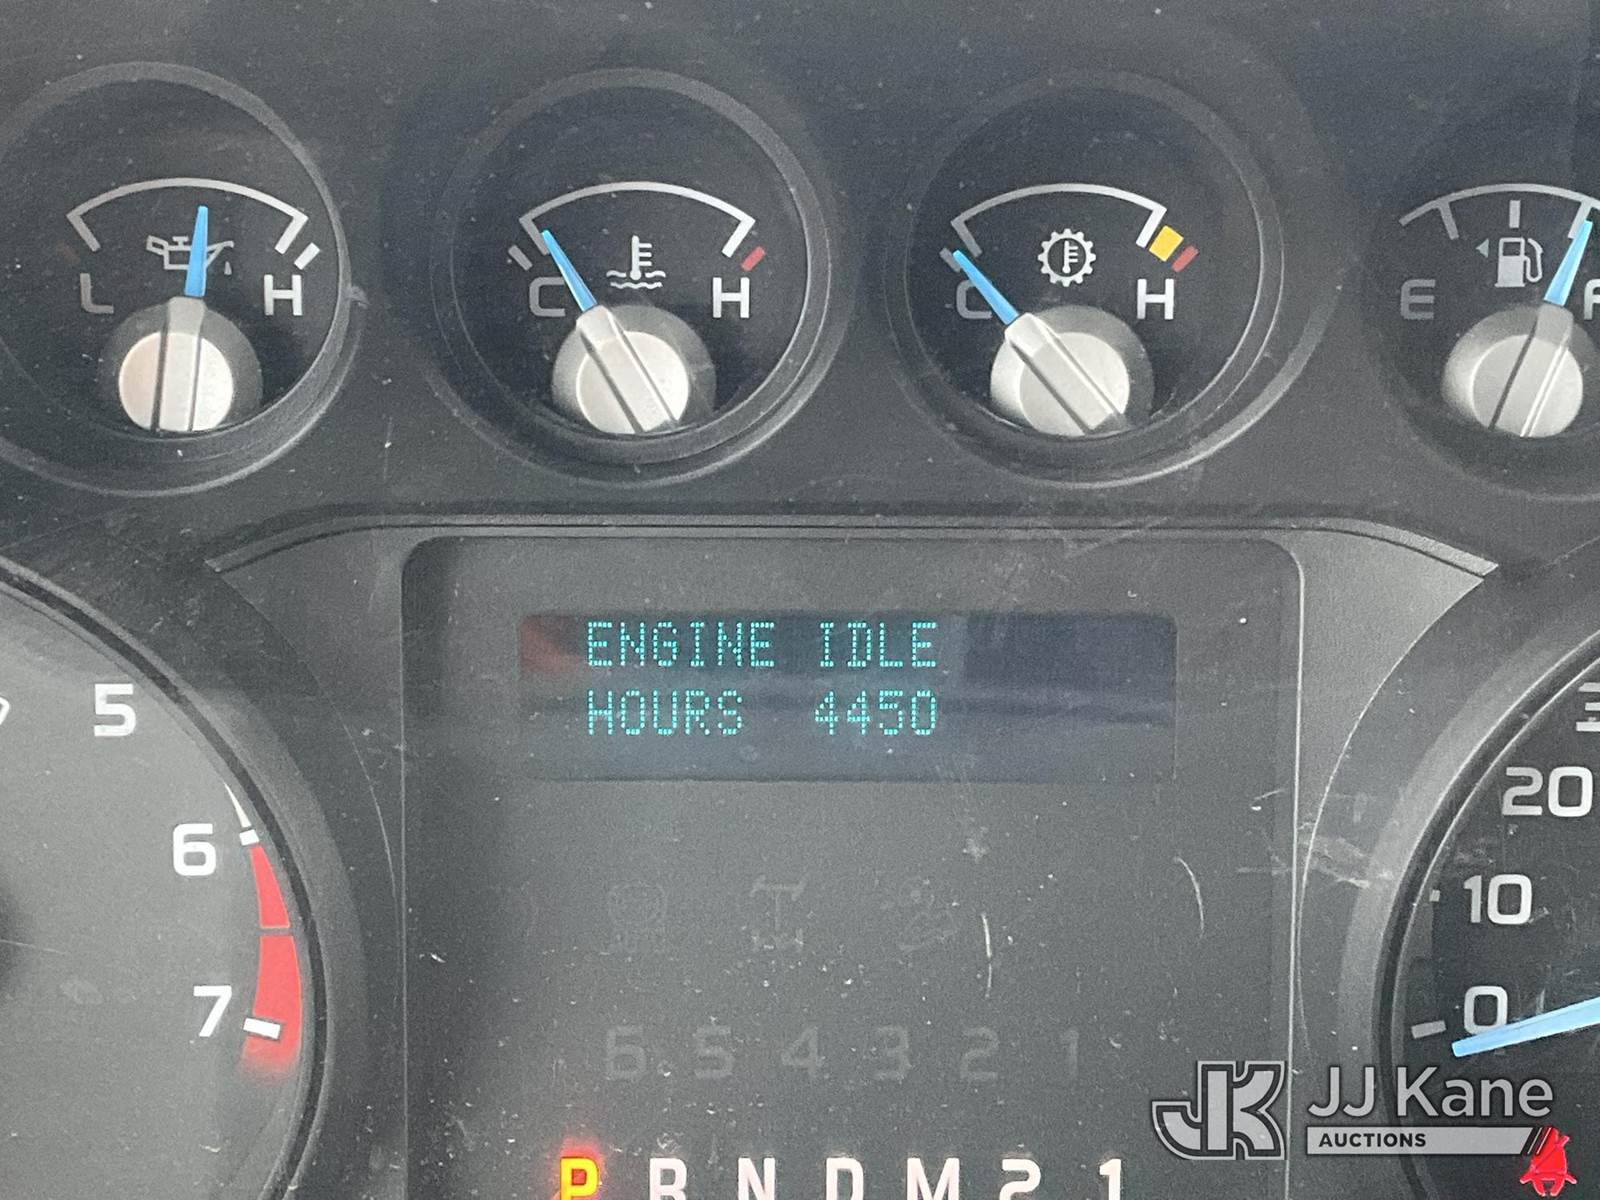 L H
C H
C H
E F
ENGINE IDLE
HOURS 4450
5
6
7
20
10
0
6 5 4 3 2 1
P R N D M 2 1
JK JJ Kane
AUCTIONS